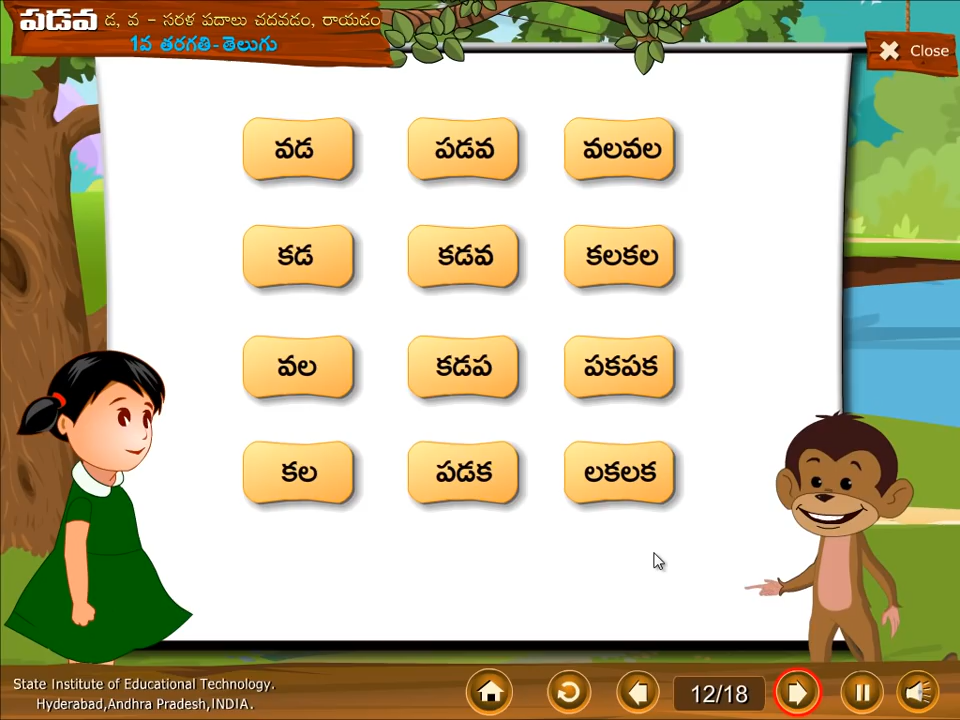 పడవ డ, వ - సరళ పదాలు చదవడం, రాయడం
1వ తరగతి-తెలుగు
Close
వడ పడవ వలవల
కడ కడవ కలకల
వల కడప పకపక
కల పడక లకలక
State Institute of Educational Technology.
Hyderabad,Andhra Pradesh,INDIA.
12/18